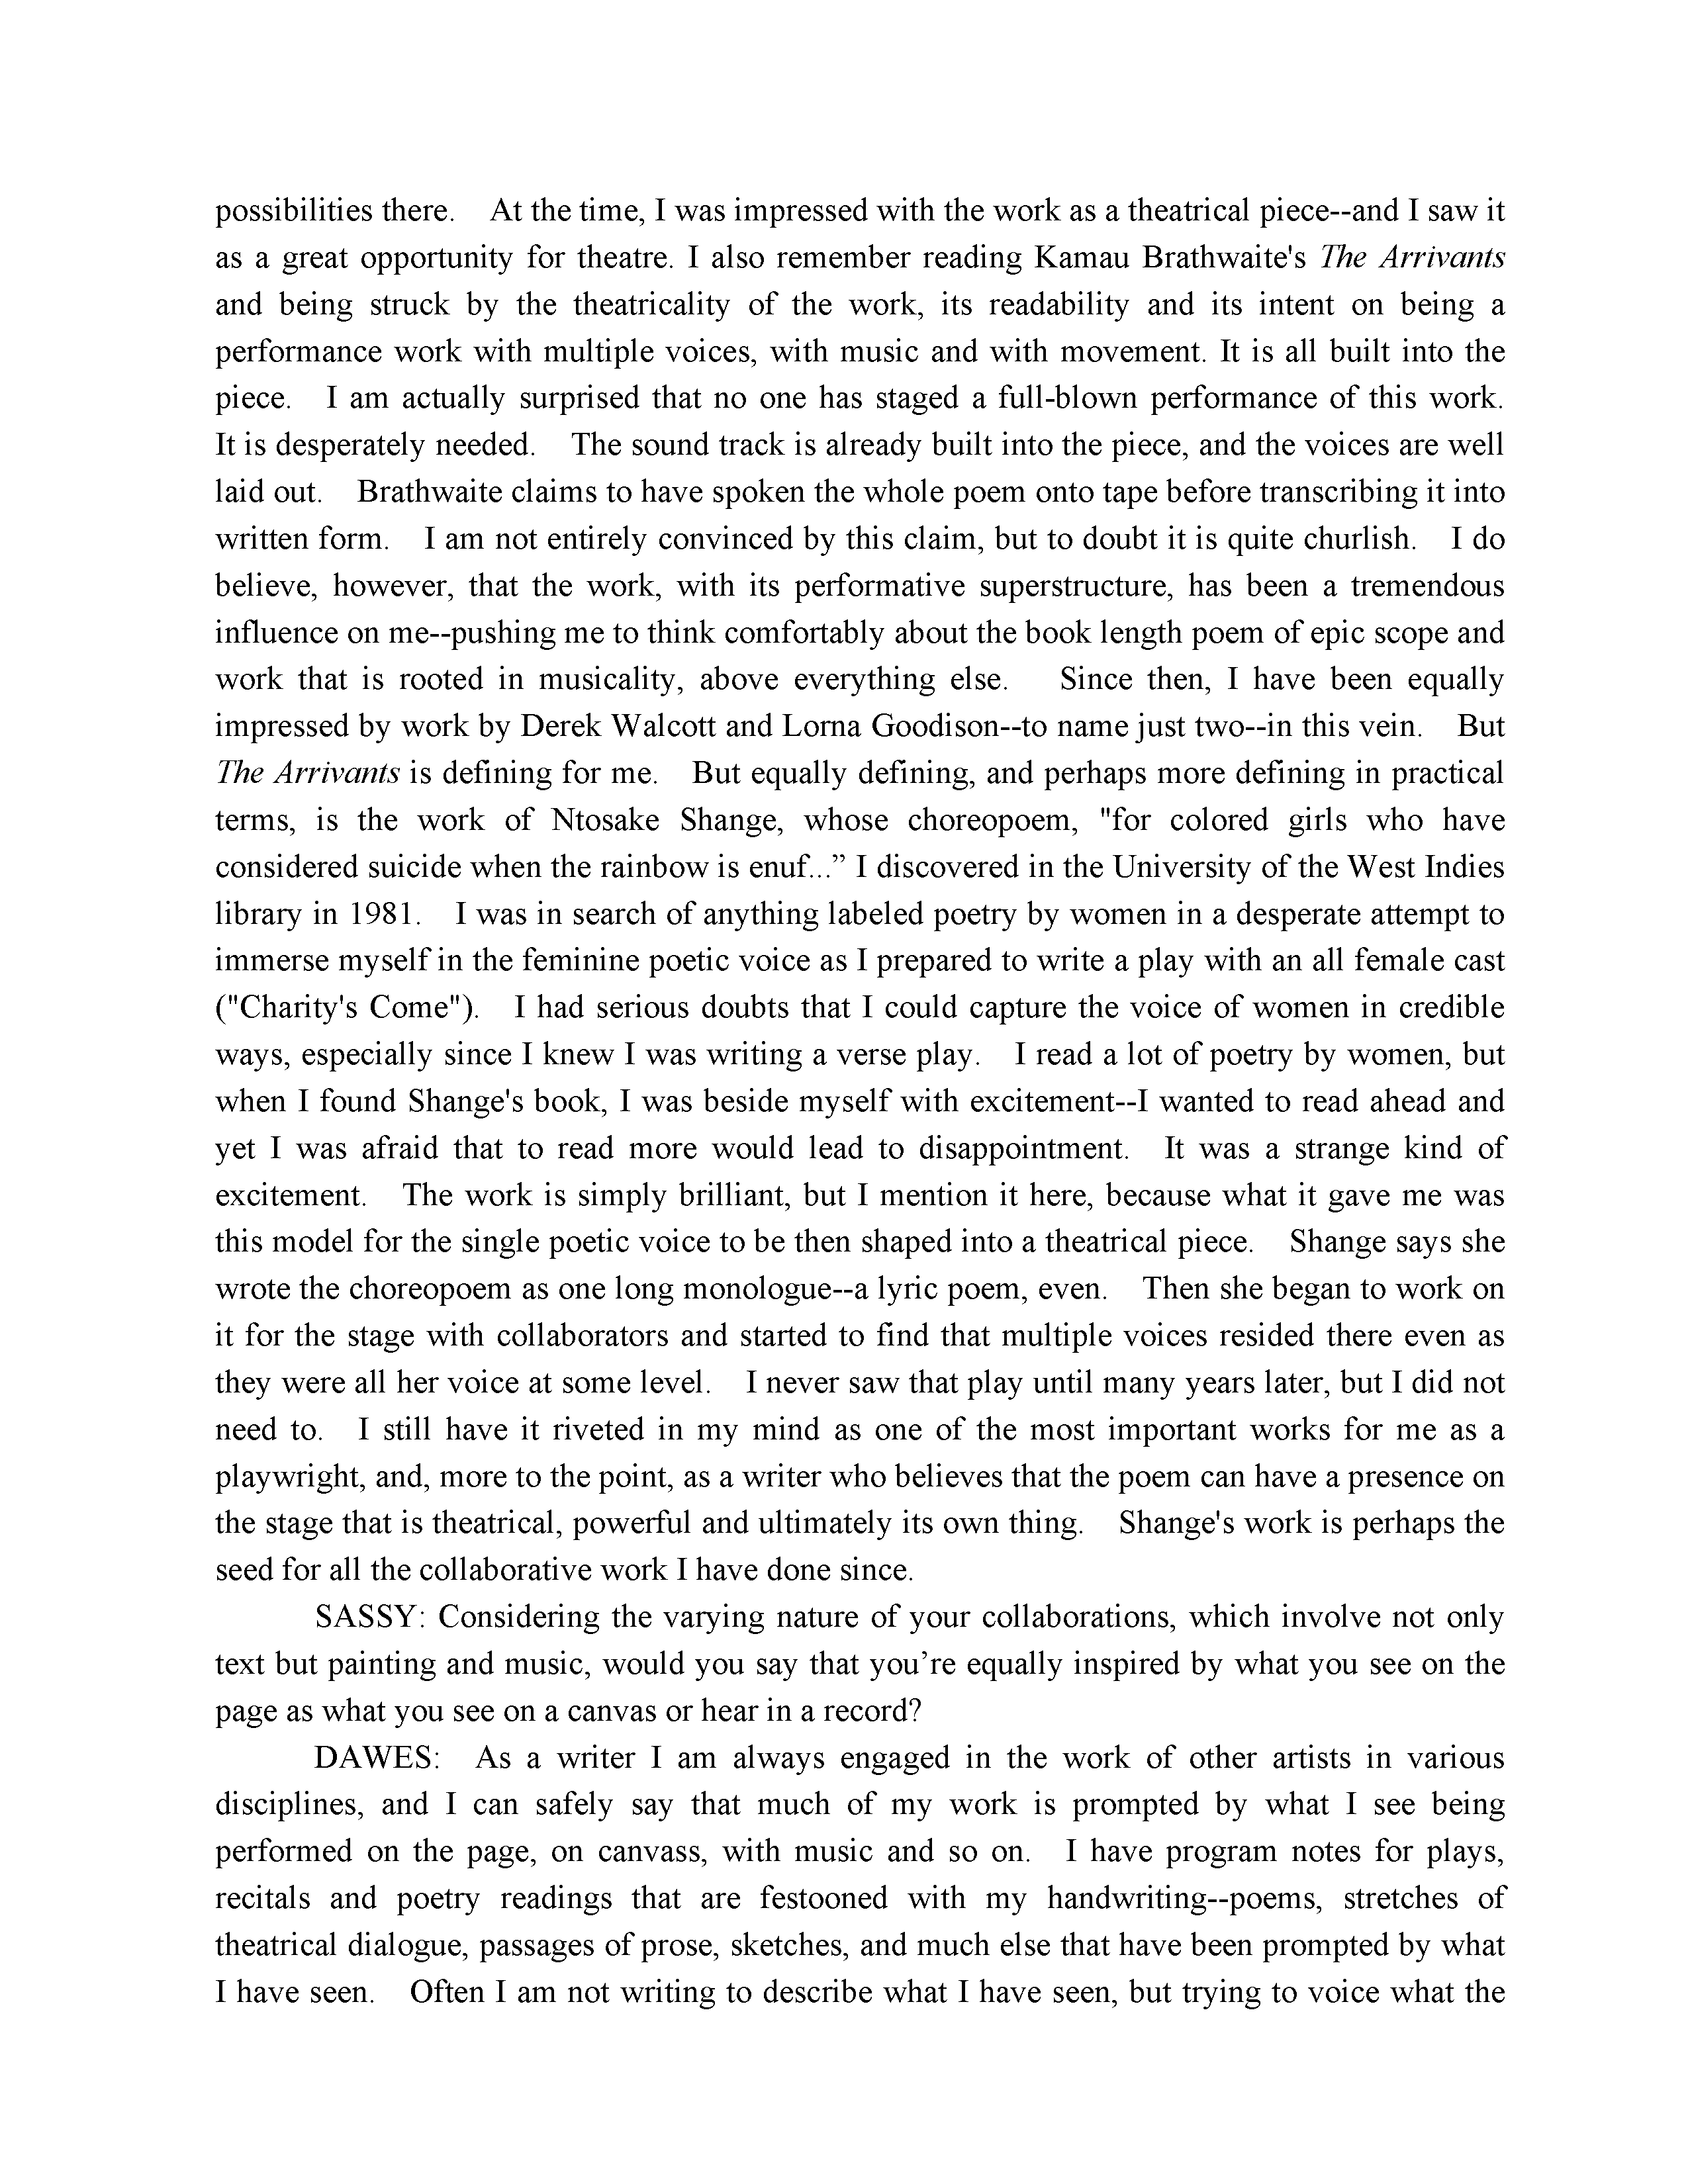 possibilities there.    At the time, I was impressed with the work as a theatrical piece--and I saw it
as a great opportunity for theatre. I also remember reading Kamau Brathwaite's The Arrivants
and being struck by the theatricality of the work, its readability and its intent on being a
performance work with multiple voices, with music and with movement. It is all built into the
piece.    I am actually surprised that no one has staged a full-blown performance of this work.
It is desperately needed.    The sound track is already built into the piece, and the voices are well
laid out.    Brathwaite claims to have spoken the whole poem onto tape before transcribing it into
written form.    I am not entirely convinced by this claim, but to doubt it is quite churlish.    I do
believe, however, that the work, with its performative superstructure, has been a tremendous
influence on me--pushing me to think comfortably about the book length poem of epic scope and
work that is rooted in musicality, above everything else.    Since then, I have been equally
impressed by work by Derek Walcott and Lorna Goodison--to name just two--in this vein.    But
The Arrivants is defining for me.    But equally defining, and perhaps more defining in practical
terms, is the work of Ntosake Shange, whose choreopoem, "for colored girls who have
considered suicide when the rainbow is enuf...” I discovered in the University of the West Indies
library in 1981.    I was in search of anything labeled poetry by women in a desperate attempt to
immerse myself in the feminine poetic voice as I prepared to write a play with an all female cast
("Charity's Come").    I had serious doubts that I could capture the voice of women in credible
ways, especially since I knew I was writing a verse play.    I read a lot of poetry by women, but
when I found Shange's book, I was beside myself with excitement--I wanted to read ahead and
yet I was afraid that to read more would lead to disappointment.    It was a strange kind of
excitement.    The work is simply brilliant, but I mention it here, because what it gave me was
this model for the single poetic voice to be then shaped into a theatrical piece.    Shange says she
wrote the choreopoem as one long monologue--a lyric poem, even.    Then she began to work on
it for the stage with collaborators and started to find that multiple voices resided there even as
they were all her voice at some level.    I never saw that play until many years later, but I did not
need to.    I still have it riveted in my mind as one of the most important works for me as a
playwright, and, more to the point, as a writer who believes that the poem can have a presence on
the stage that is theatrical, powerful and ultimately its own thing.    Shange's work is perhaps the
seed for all the collaborative work I have done since.
SASSY: Considering the varying nature of your collaborations, which involve not only
text but painting and music, would you say that you’re equally inspired by what you see on the
page as what you see on a canvas or hear in a record?
DAWES:    As a writer I am always engaged in the work of other artists in various
disciplines, and I can safely say that much of my work is prompted by what I see being
performed on the page, on canvass, with music and so on.    I have program notes for plays,
recitals and poetry readings that are festooned with my handwriting--poems, stretches of
theatrical dialogue, passages of prose, sketches, and much else that have been prompted by what
I have seen.    Often I am not writing to describe what I have seen, but trying to voice what the